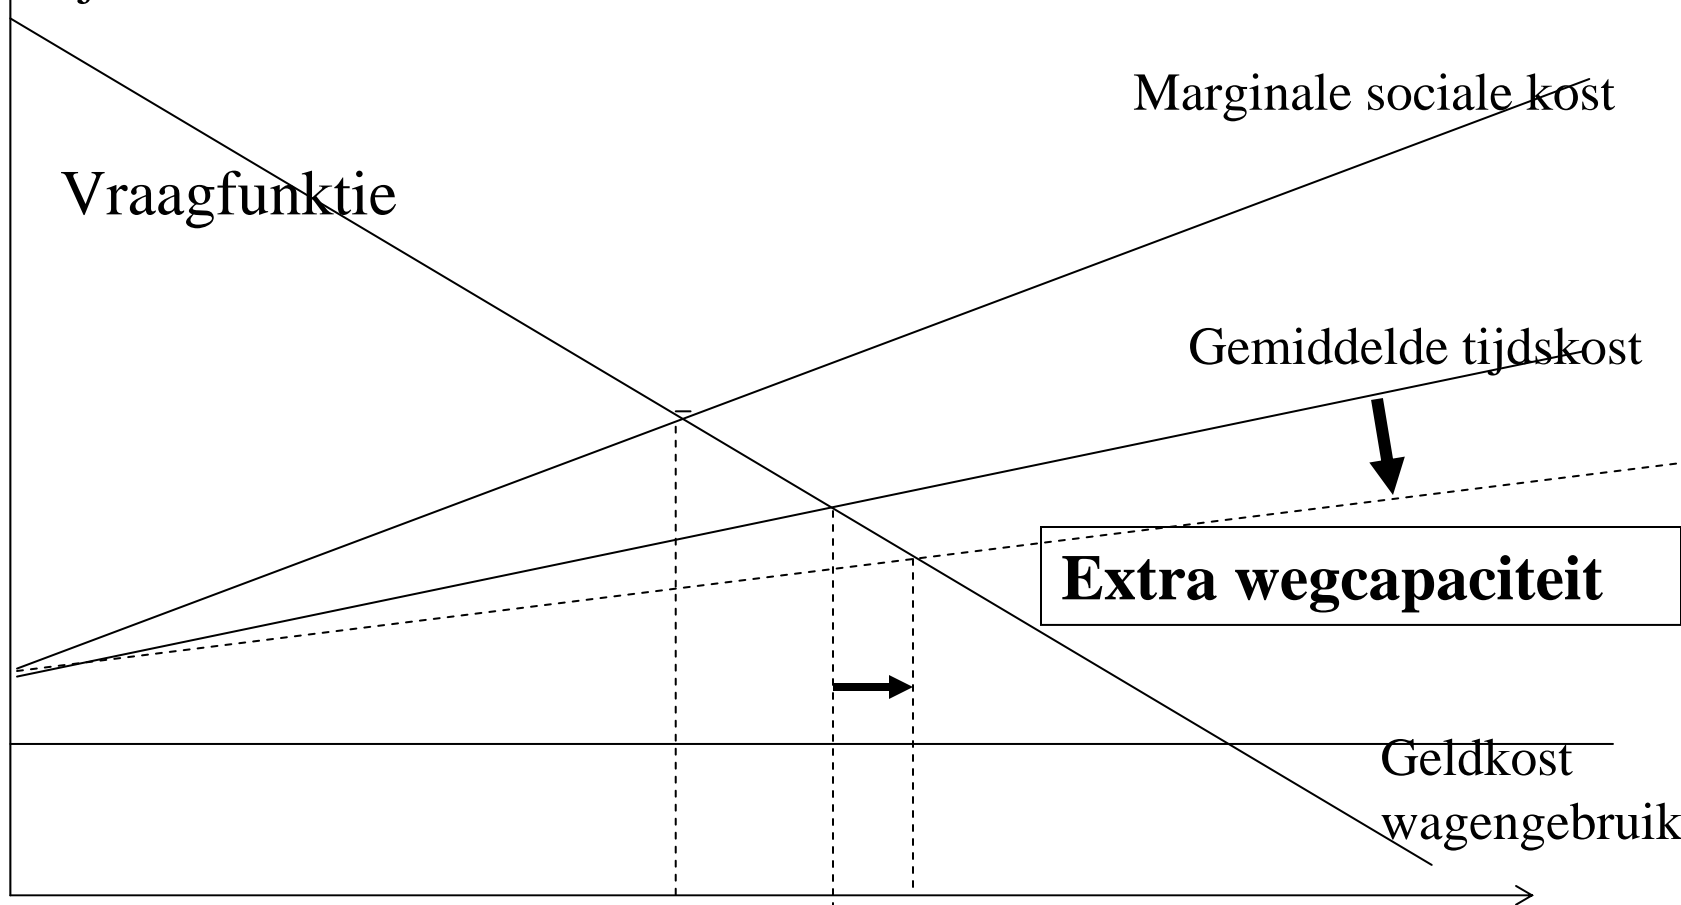 Marginale sociale kost
Vraagfunktie
Gemiddelde tijdskost
Extra wegcapaciteit
Geldkost
wagengebruik